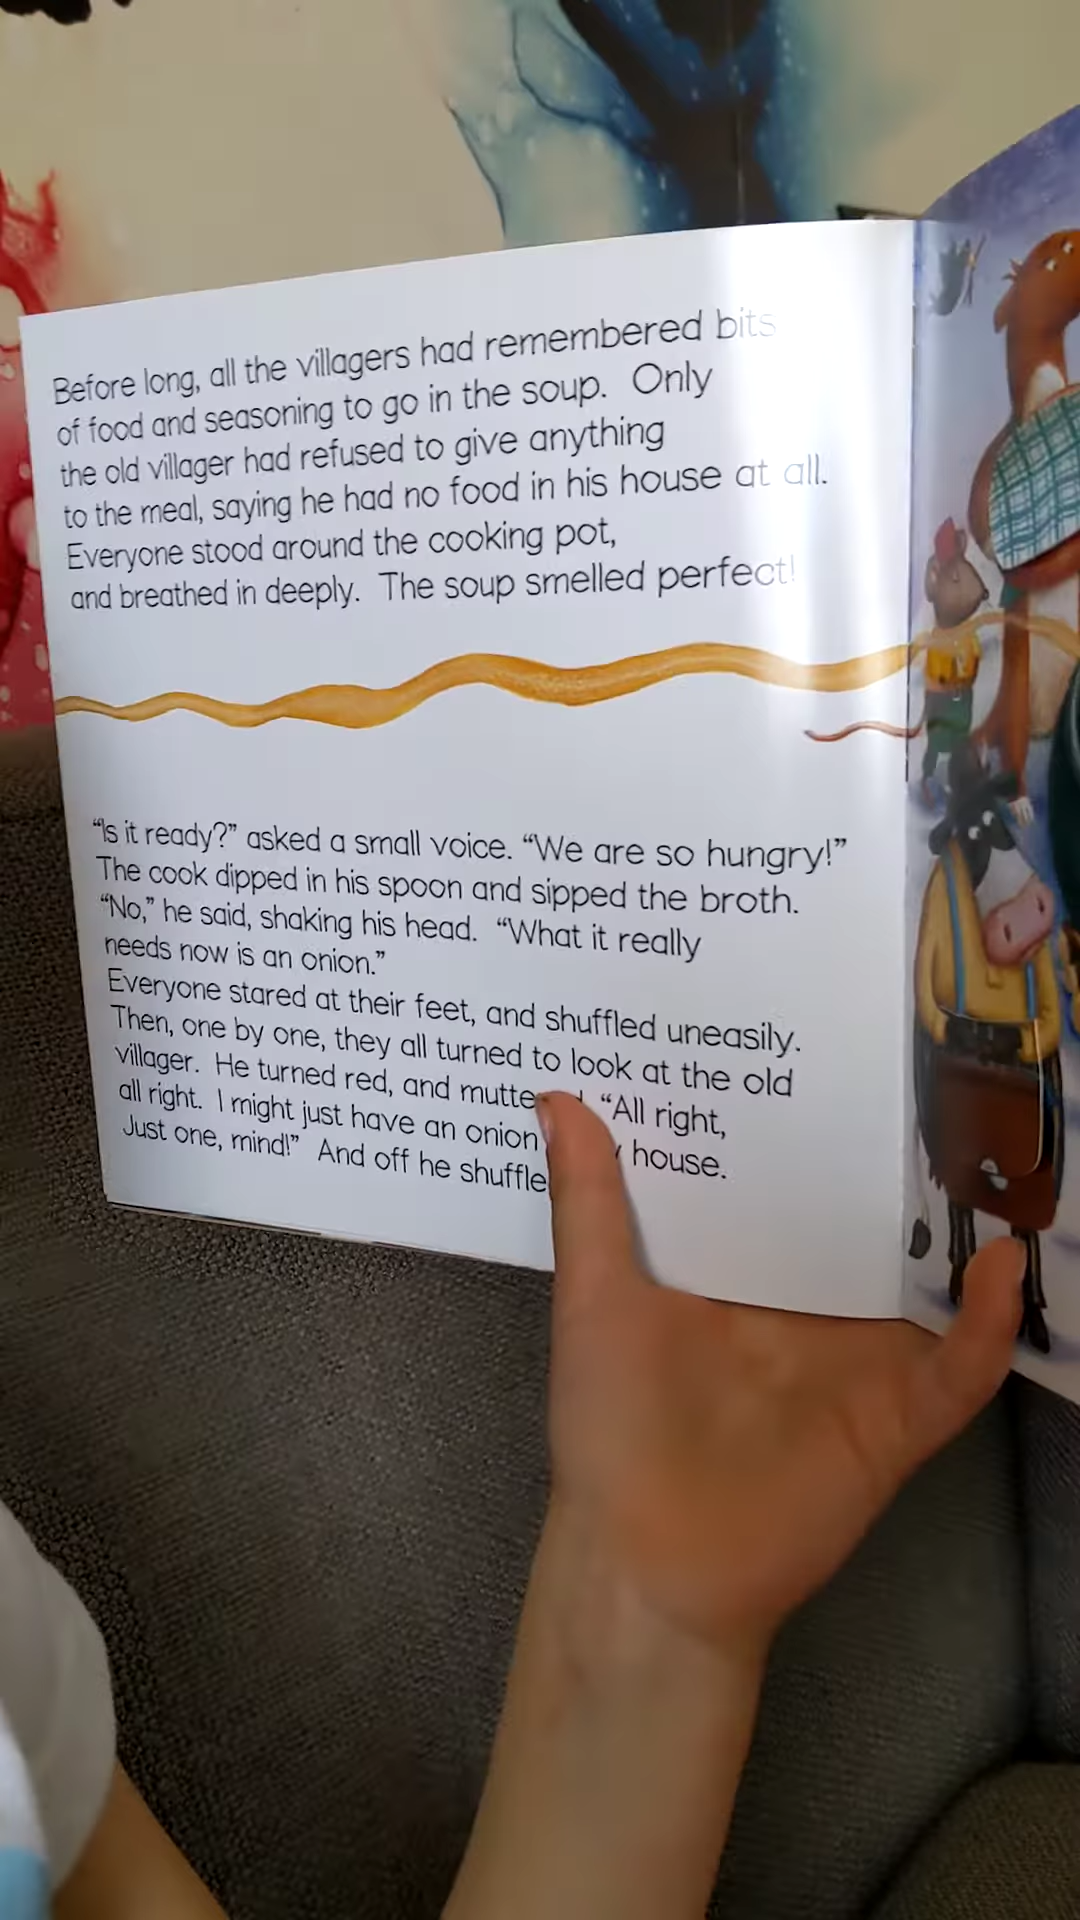 Before long, all the villagers had remembered bits
of food and seasoning to go in the soup. Only
the old villager had refused to give anything
to the meal, saying he had no food in his house at all.
Everyone stood around the cooking pot,
and breathed in deeply. The soup smelled perfect!
“Is it ready?” asked a small voice. “We are so hungry!”
The cook dipped in his spoon and sipped the broth.
“No,” he said, shaking his head. “What it really
needs now is an onion.”
Everyone stared at their feet, and shuffled uneasily.
Then, one by one, they all turned to look at the old
villager. He turned red, and “All right,
all right. I might just have an onion house.
Just one, mind!” And off he